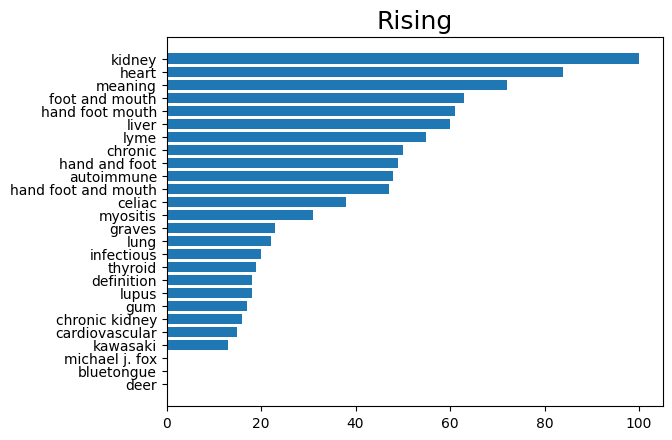 Rising
kidney
heart
meaning
foot and mouth
hand foot mouth
liver
lyme
chronic
hand and foot
autoimmune
hand foot and mouth
celiac
myositis
graves
lung
infectious
thyroid
definition
lupus
gum
chronic kidney
cardiovascular
kawasaki
michael j. fox
bluetongue
deer
0 20 40 60 80 100